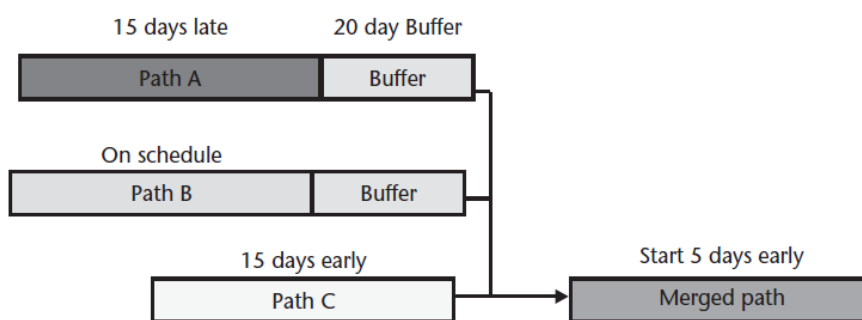 15 days late
20 day Buffer
Path A
Buffer
On schedule
Path B
Buffer
15 days early
Start 5 days early
Path C
Merged path